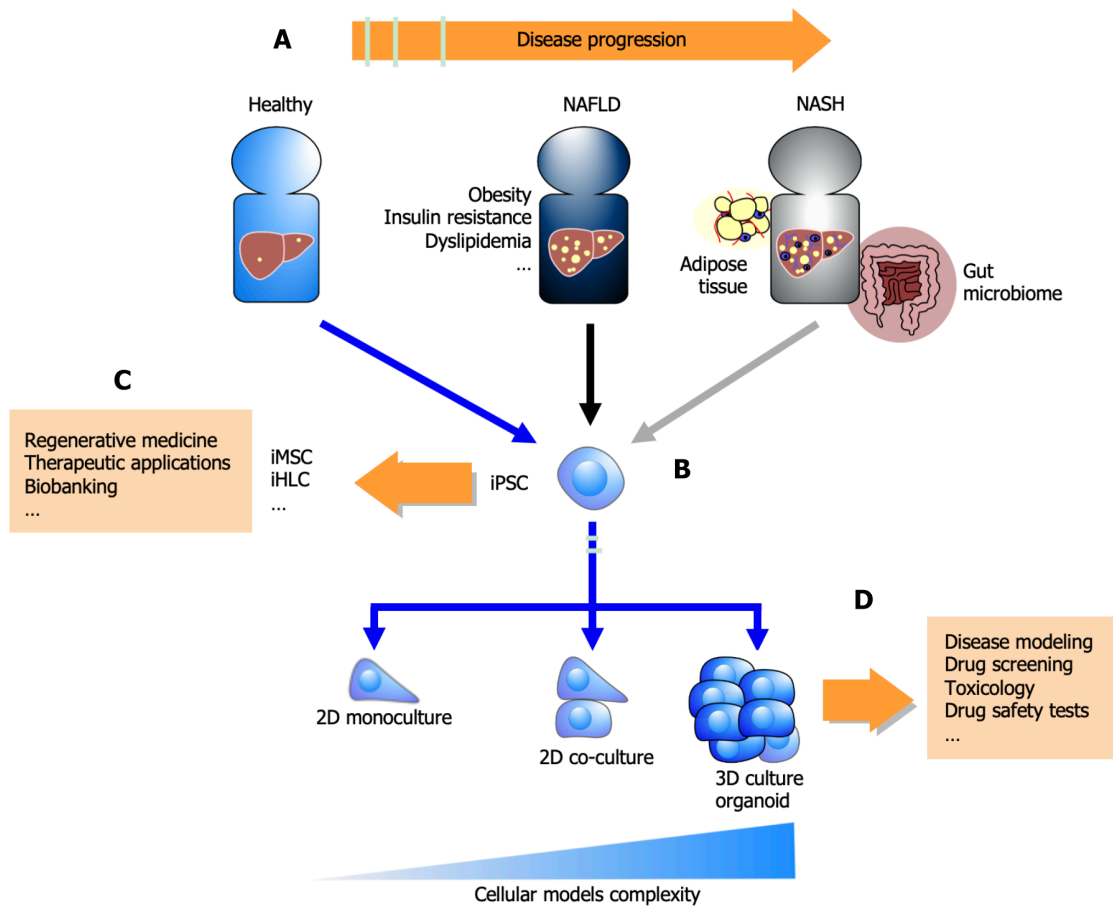 A
Disease progression
Healthy
NAFLD
NASH
Obesity
Insulin resistance
Dyslipidemia
...
Adipose
tissue
Gut
microbiome
C
Regenerative medicine
Therapeutic applications
Biobanking
...
iMSC
iHLC
...
iPSC
B
D
2D monoculture
2D co-culture
3D culture
organoid
Disease modeling
Drug screening
Toxicology
Drug safety tests
...
Cellular models complexity